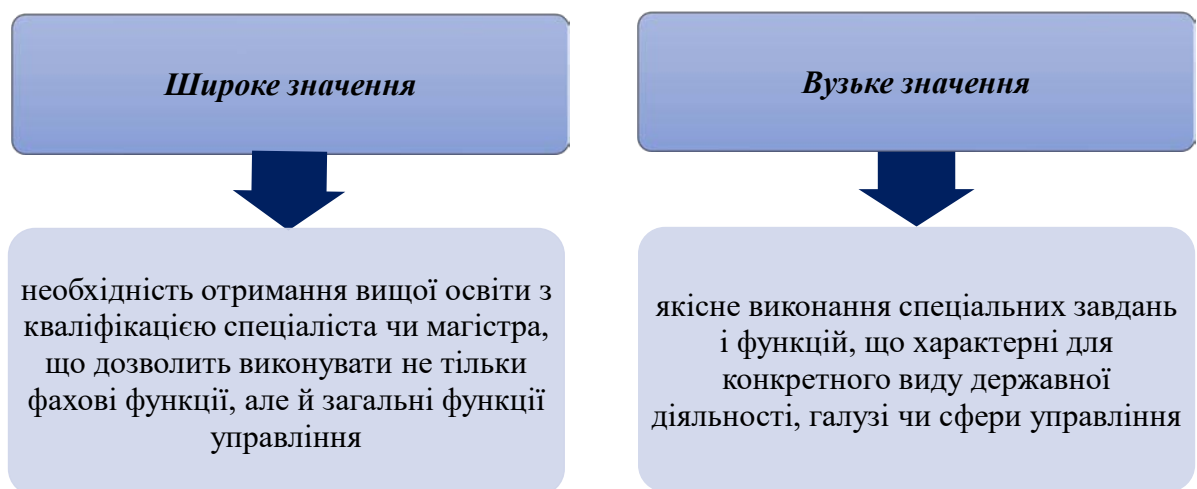 Широке значення
необхідність отримання вищої освіти з
кваліфікацією спеціаліста чи магістра,
що дозволить виконувати не тільки
фахові функції, але й загальні функції
управління
Вузьке значення
якісне виконання спеціальних завдань
і функцій, що характерні для
конкретного виду державної
діяльності, галузі чи сфери управління